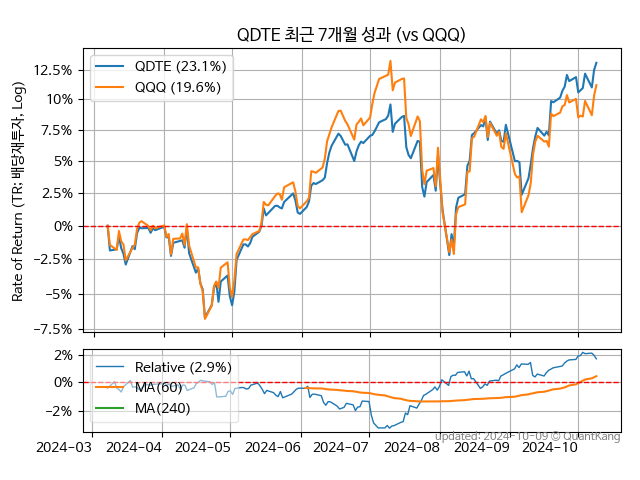 QDTE 최근 7개월 성과 (vs QQQ)
Rate of Return (TR: 배당재투자, Log)
12.5%
10%
7.5%
5%
2.5%
0%
−2.5%
−5%
−7.5%
QDTE (23.1%)
QQQ (19.6%)
2%
0%
−2%
Relative (2.9%)
MA(60)
MA(240)
updated: 2024-10-09 © QuantKang
2024-03
2024-04
2024-05
2024-06
2024-07
2024-08
2024-09
2024-10